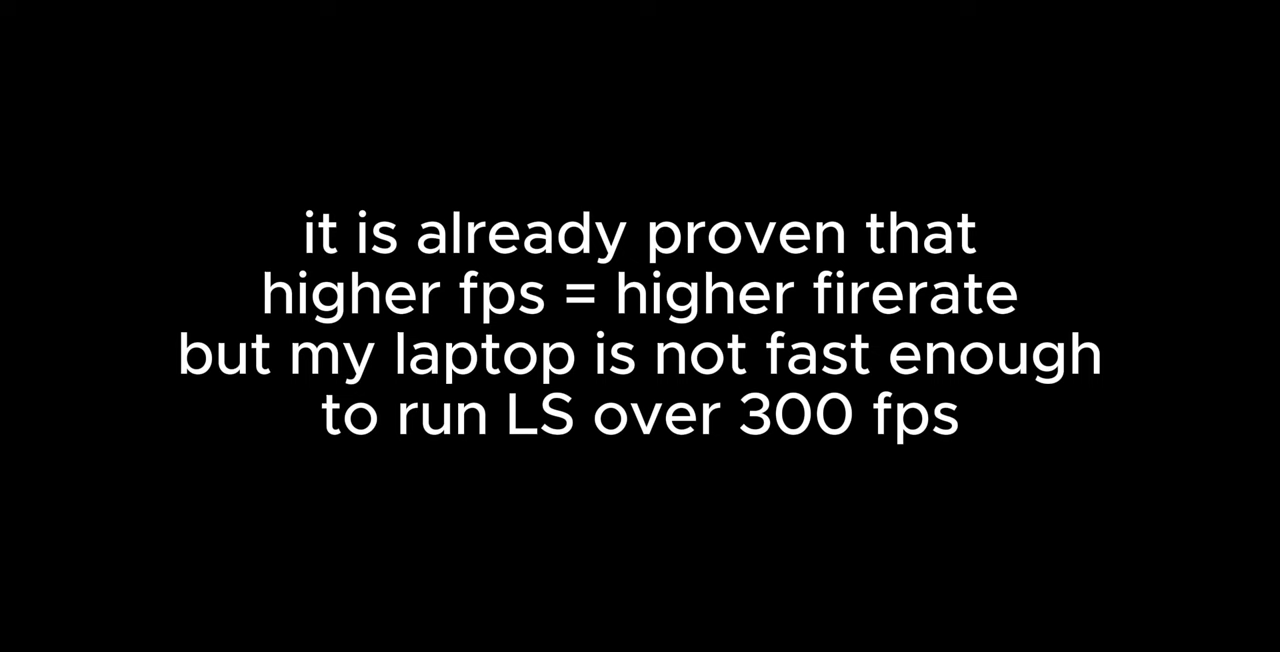 it is already proven that
higher fps = higher firerate
but my laptop is not fast enough
to run LS over 300 fps